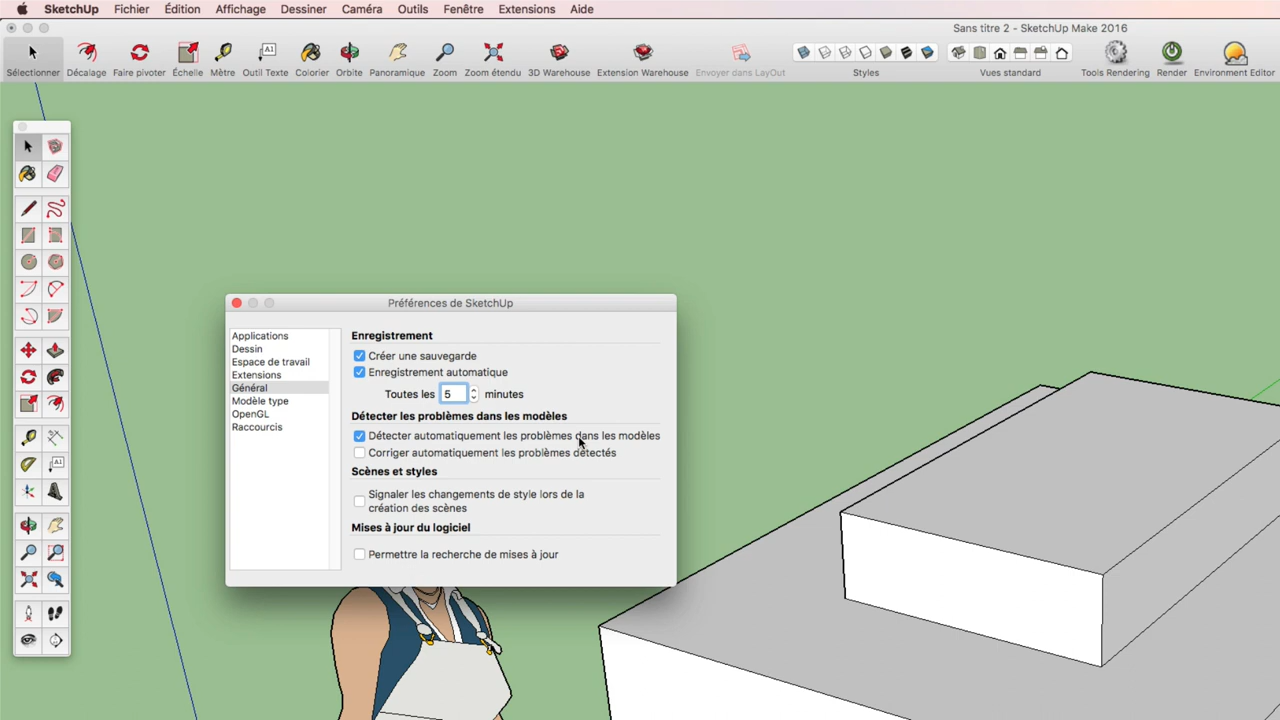 SketchUp Fichier Édition Affichage Dessiner Caméra Outils Fenêtre Extensions Aide
Sans titre 2 - SketchUp Make 2016
Sélectionner Décalage Faire pivoter Échelle Mètre Outil Texte Colorier Orbite Panoramique Zoom Zoom étendu 3D Warehouse Extension Warehouse Envoyer dans LayOut Styles Vues standard Tools Rendering Render Environment Editor
Préférences de SketchUp
Applications
Dessin
Espace de travail
Extensions
Général
Modèle type
OpenGL
Raccourcis
Enregistrement
Créer une sauvegarde
Enregistrement automatique
Toutes les 5 minutes
Détecter les problèmes dans les modèles
Détecter automatiquement les problèmes dans les modèles
Corriger automatiquement les problèmes détectés
Scènes et styles
Signaler les changements de style lors de la
création des scènes
Mises à jour du logiciel
Permettre la recherche de mises à jour